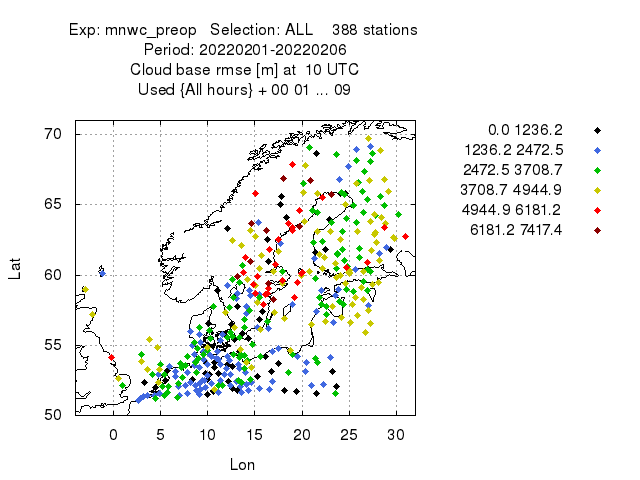 Exp: mnwc_preop Selection: ALL 388 stations
Period: 20220201-20220206
Cloud base rmse [m] at 10 UTC
Used {All hours} + 00 01 ... 09
0.0 1236.2
1236.2 2472.5
2472.5 3708.7
3708.7 4944.9
4944.9 6181.2
6181.2 7417.4
70
65
60
55
50
Lat
0 5 10 15 20 25 30
Lon